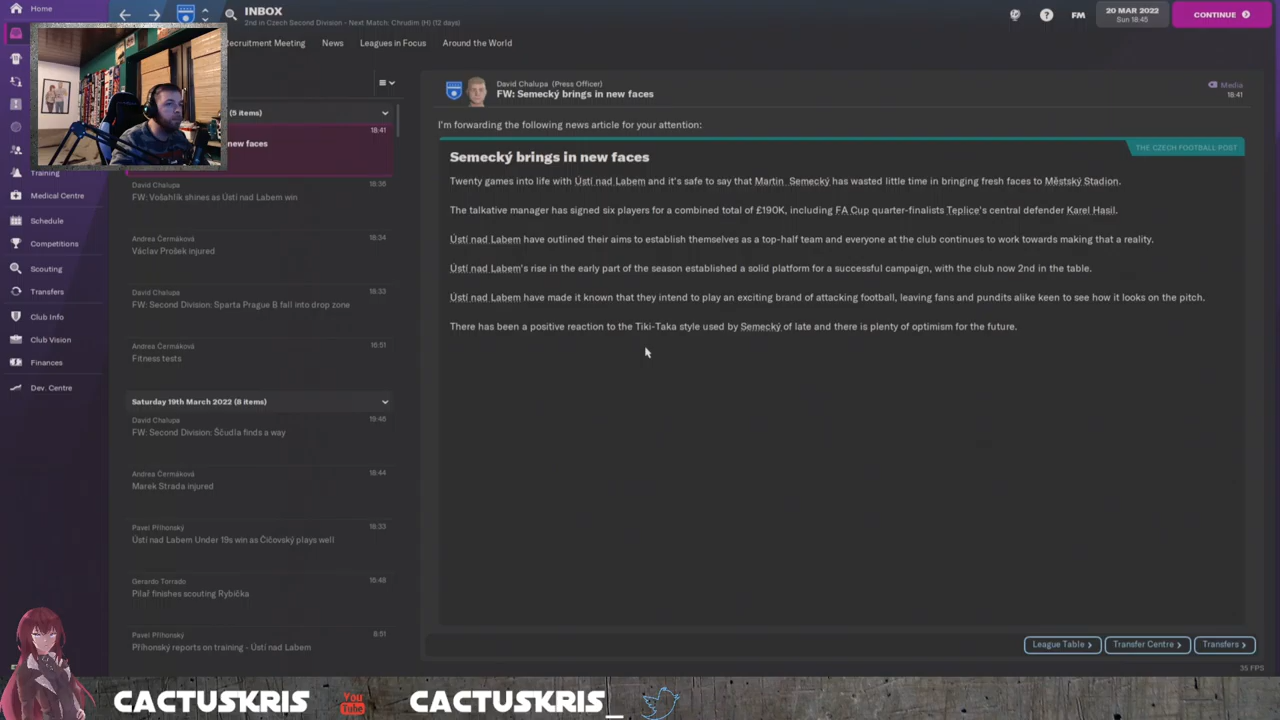 Home
INBOX
2nd in Czech Second Division - Next Match: Chrudim (H) (12 days)
FM
20 MAR 2022
Sun 18:45
CONTINUE
Recruitment Meeting
News
Leagues in Focus
Around the World
Training
Medical Centre
Schedule
Competitions
Scouting
Transfers
Club Info
Club Vision
Finances
Dev. Centre
(5 items)
18:41
new faces
David Chalupa
18:36
FW: Vošahlík shines as Ústí nad Labem win
Andrea Čermáková
18:34
Václav Prošek injured
David Chalupa
18:33
FW: Second Division: Sparta Prague B fall into drop zone
Andrea Čermáková
16:51
Fitness tests
Saturday 19th March 2022 (8 items)
David Chalupa
19:46
FW: Second Division: Ščudla finds a way
Andrea Čermáková
18:44
Marek Strada injured
Pavel Příhonský
18:33
Ústí nad Labem Under 19s win as Čičovský plays well
Gerardo Torrado
16:48
Pilař finishes scouting Rybička
Pavel Příhonský
8:51
Příhonský reports on training - Ústí nad Labem
David Chalupa (Press Officer)
FW: Semecký brings in new faces
Media
18:41
I'm forwarding the following news article for your attention:
THE CZECH FOOTBALL POST
Semecký brings in new faces
Twenty games into life with Ústí nad Labem and it's safe to say that Martin Semecký has wasted little time in bringing fresh faces to Městský Stadion.
The talkative manager has signed six players for a combined total of £190K, including FA Cup quarter-finalists Teplice's central defender Karel Hasil.
Ústí nad Labem have outlined their aims to establish themselves as a top-half team and everyone at the club continues to work towards making that a reality.
Ústí nad Labem's rise in the early part of the season established a solid platform for a successful campaign, with the club now 2nd in the table.
Ústí nad Labem have made it known that they intend to play an exciting brand of attacking football, leaving fans and pundits alike keen to see how it looks on the pitch.
There has been a positive reaction to the Tiki-Taka style used by Semecký of late and there is plenty of optimism for the future.
League Table
Transfer Centre
Transfers
35 FPS
CACTUSKRIS
You
Tube
CACTUSKRIS_